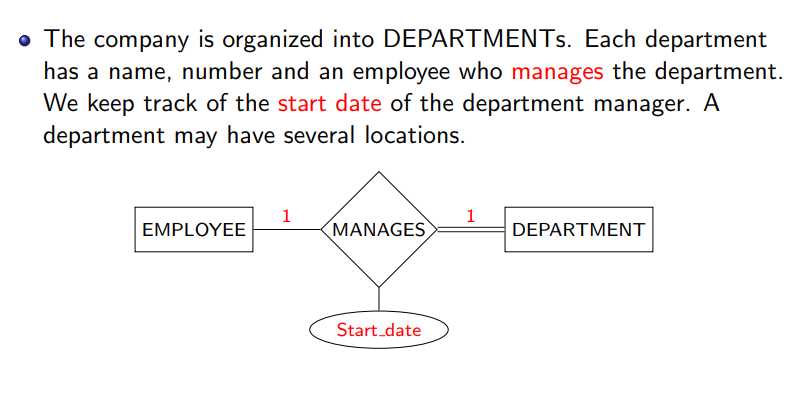 The company is organized into DEPARTMENTs. Each department
has a name, number and an employee who manages the department.
We keep track of the start date of the department manager. A
department may have several locations.
1
1
EMPLOYEE
MANAGES
DEPARTMENT
Start_date